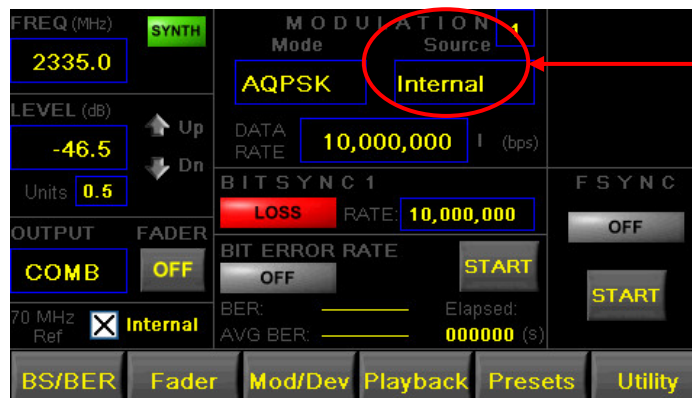 FREQ (MHz)
SYNTH
2335.0
LEVEL (dB)
-46.5
Up
Dn
Units 0.5
OUTPUT
FADER
COMB
OFF
70 MHz
Ref
Internal
MODULATION 1
Mode
Source
AQPSK
Internal
DATA
RATE
10,000,000
I (bps)
BITSYNC 1
LOSS
RATE: 10,000,000
BIT ERROR RATE
OFF
START
BER:
Elapsed:
AVG BER:
000000 (s)
FSYNC
OFF
START
BS/BER
Fader
Mod/Dev
Playback
Presets
Utility